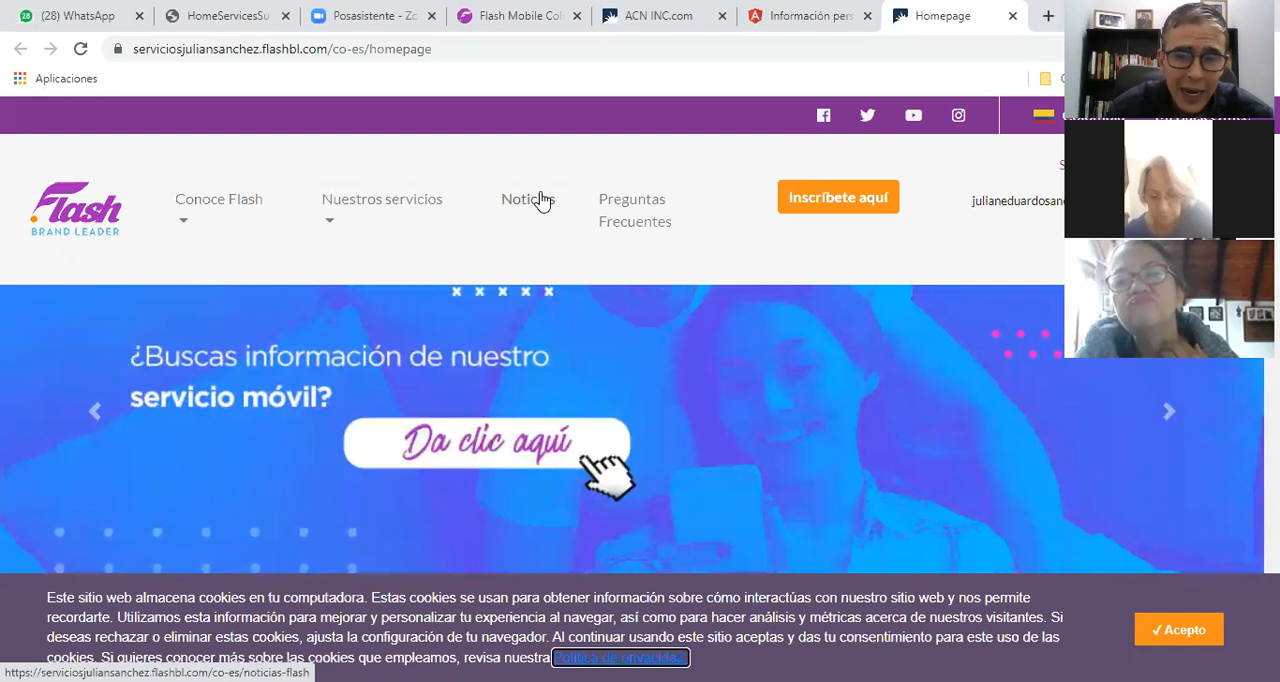 (28) WhatsApp
HomeServicesSu
Posasistente - Zo
Flash Mobile Col
ACN INC.com
Información pers
Homepage
serviciosjuliansanchez.flashbl.com/co-es/homepage
Aplicaciones
Flash
BRAND LEADER
Conoce Flash
Nuestros servicios
Noticias
Preguntas
Frecuentes
Inscríbete aquí
julianeduardosan
¿Buscas información de nuestro
servicio móvil?
Da clic aquí
Este sitio web almacena cookies en tu computadora. Estas cookies se usan para obtener información sobre cómo interactúas con nuestro sitio web y nos permite
recordarte. Utilizamos esta información para mejorar y personalizar tu experiencia al navegar, así como para hacer análisis y métricas acerca de nuestros visitantes. Si
deseas rechazar o eliminar estas cookies, ajusta la configuración de tu navegador. Al continuar usando este sitio aceptas y das tu consentimiento para este uso de las
cookies. Si quieres conocer más sobre las cookies que empleamos, revisa nuestra Política de privacidad.
✓ Acepto
https://serviciosjuliansanchez.flashbl.com/co-es/noticias-flash